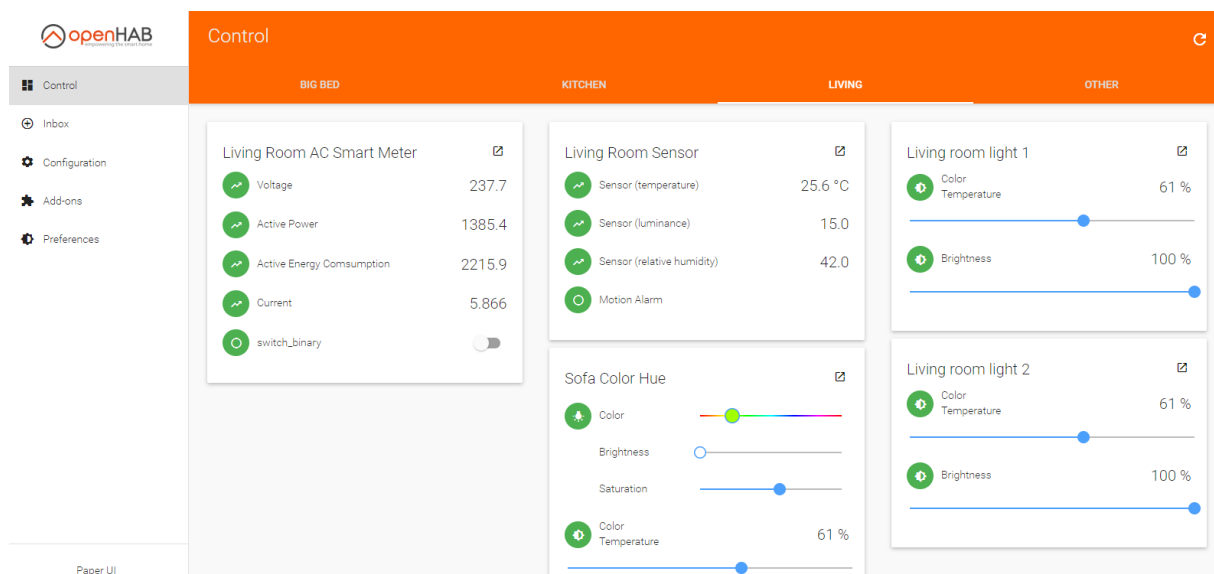 openHAB
empowering the smart home
Control
Inbox
Configuration
Add-ons
Preferences
Paper UI
Control
BIG BED
KITCHEN
LIVING
OTHER
Living Room AC Smart Meter
Voltage 237.7
Active Power 1385.4
Active Energy Comsumption 2215.9
Current 5.866
switch_binary
Living Room Sensor
Sensor (temperature) 25.6 °C
Sensor (luminance) 15.0
Sensor (relative humidity) 42.0
Motion Alarm
Sofa Color Hue
Color
Brightness
Saturation
Color
Temperature 61 %
Living room light 1
Color
Temperature 61 %
Brightness 100 %
Living room light 2
Color
Temperature 61 %
Brightness 100 %